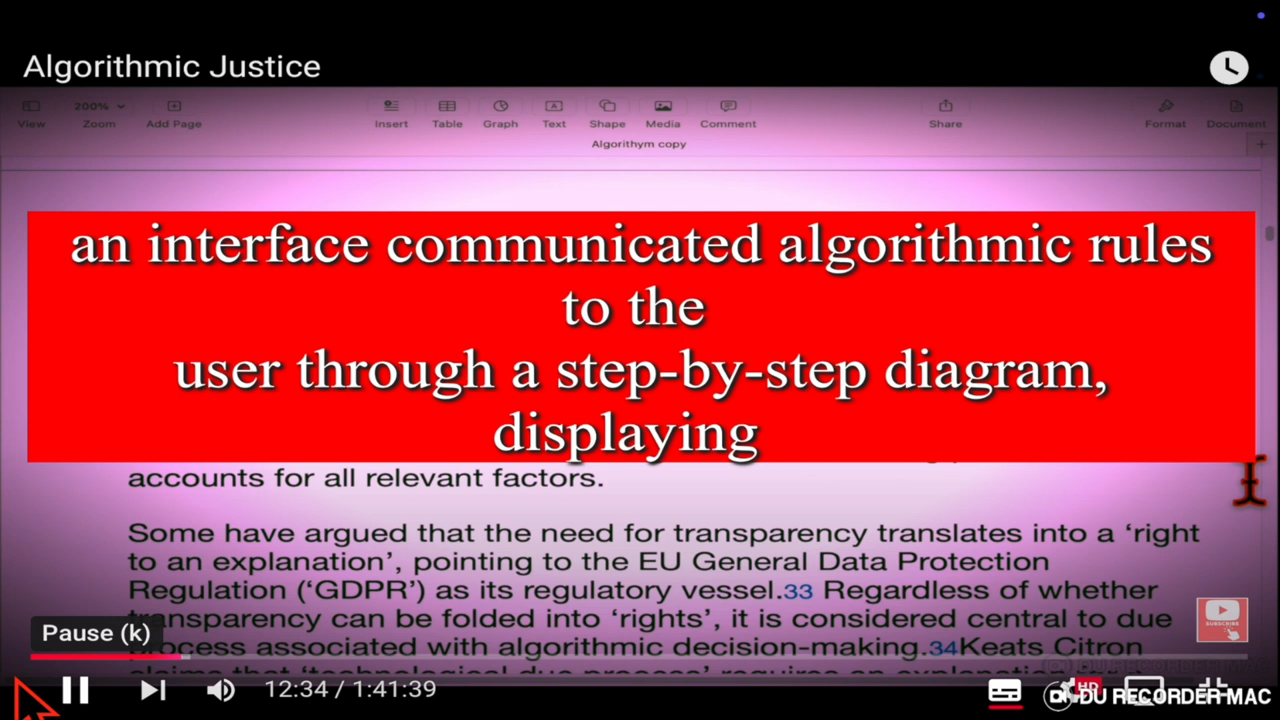 Algorithmic Justice
200%
View Zoom Add Page Insert Table Graph Text Shape Media Comment Share Format Document
Algorithym copy
an interface communicated algorithmic rules
to the
user through a step-by-step diagram,
displaying
accounts for all relevant factors.
Some have argued that the need for transparency translates into a ‘right
to an explanation’, pointing to the EU General Data Protection
Regulation (‘GDPR’) as its regulatory vessel.33 Regardless of whether
transparency can be folded into ‘rights’, it is considered central to due
process associated with algorithmic decision-making.34Keats Citron
SUBSCRIBE
Pause (k)
12:34 / 1:41:39
HD
DU RECORDER MAC